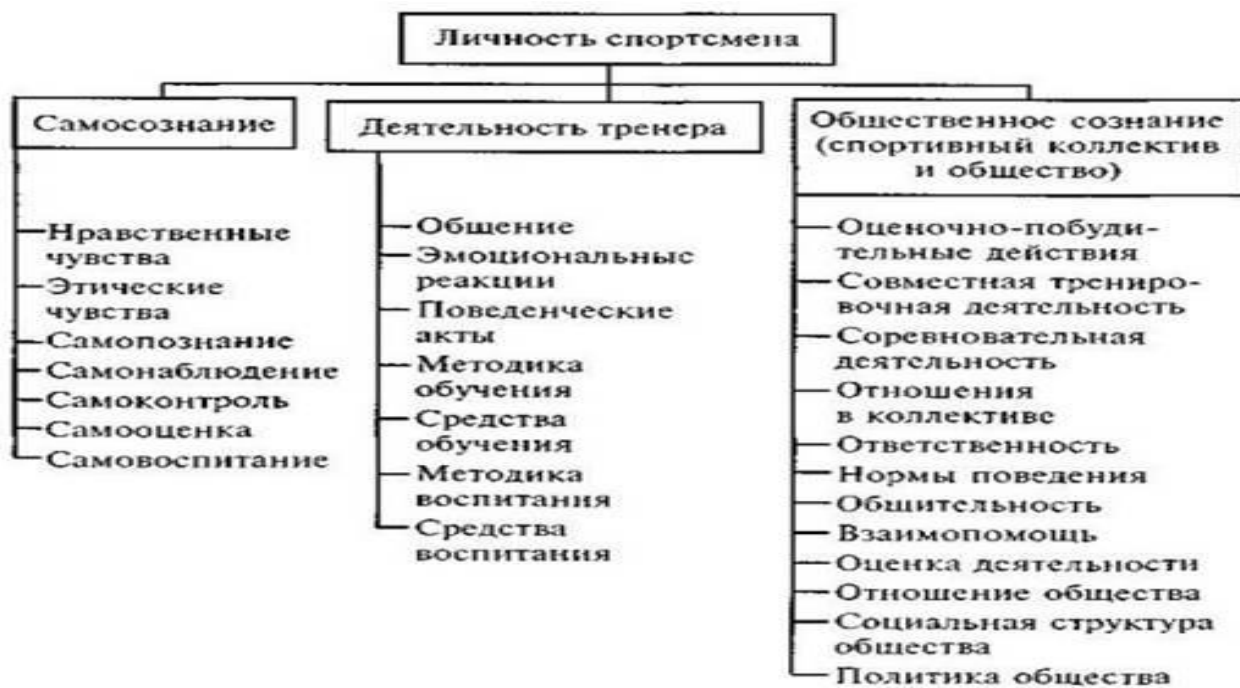 Личность спортсмена
Самосознание
Нравственные
чувства
Этические
чувства
Самопознание
Самонаблюдение
Самоконтроль
Самооценка
Самовоспитание
Деятельность тренера
Общение
Эмоциональные
реакции
Поведенческие
акты
Методика
обучения
Средства
обучения
Методика
воспитания
Средства
воспитания
Общественное сознание
(спортивный коллектив
и общество)
Оценочно-побуди-
тельные действия
Совместная трениро-
вочная деятельность
Соревновательная
деятельность
Отношения
в коллективе
Ответственность
Нормы поведения
Общительность
Взаимопомощь
Оценка деятельности
Отношение общества
Социальная структура
общества
Политика общества